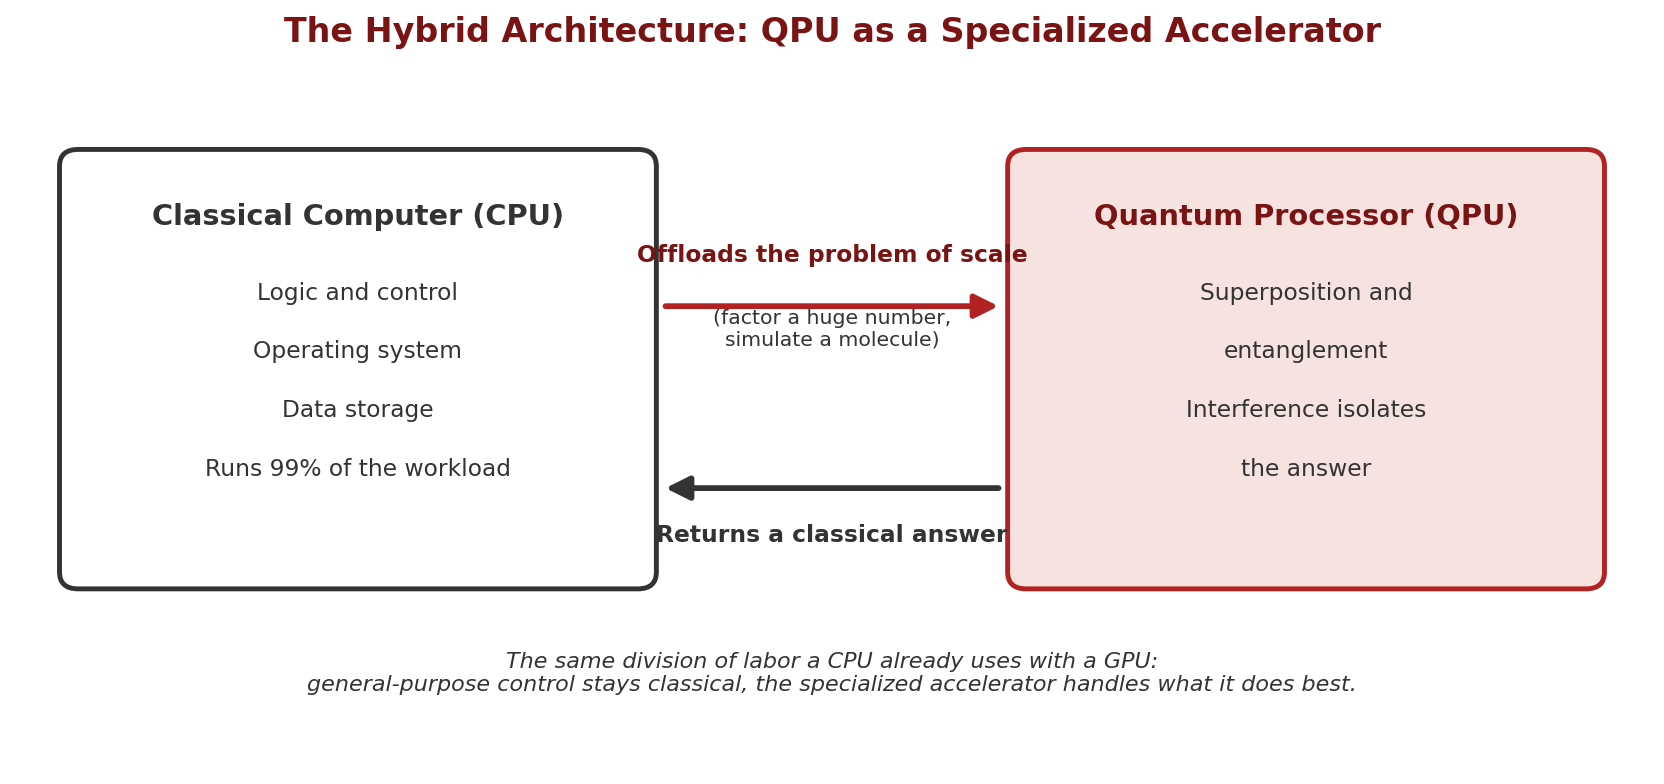 The Hybrid Architecture: QPU as a Specialized Accelerator
Classical Computer (CPU)
Logic and control
Operating system
Data storage
Runs 99% of the workload
Offloads the problem of scale
(factor a huge number,
simulate a molecule)
Returns a classical answer
Quantum Processor (QPU)
Superposition and
entanglement
Interference isolates
the answer
The same division of labor a CPU already uses with a GPU:
general-purpose control stays classical, the specialized accelerator handles what it does best.